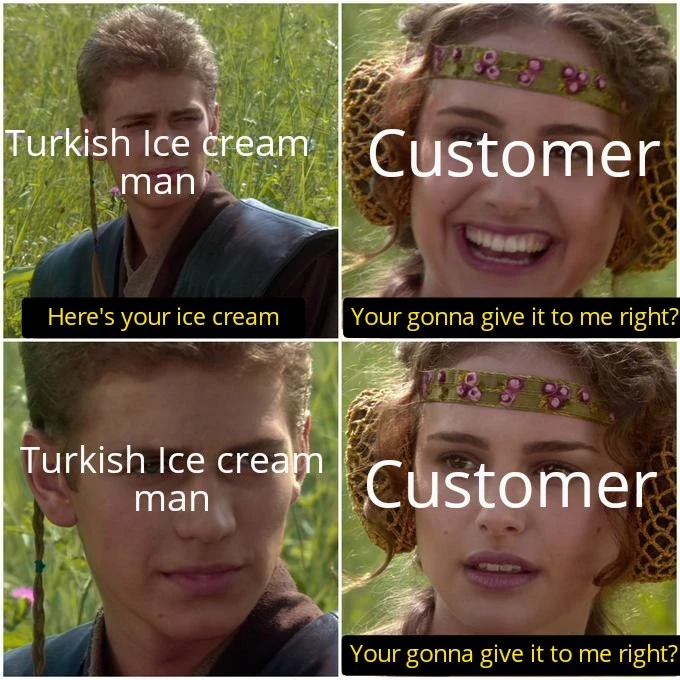 Turkish Ice cream
man
Here's your ice cream
Customer
Your gonna give it to me right?
Turkish Ice cream
man
Customer
Your gonna give it to me right?